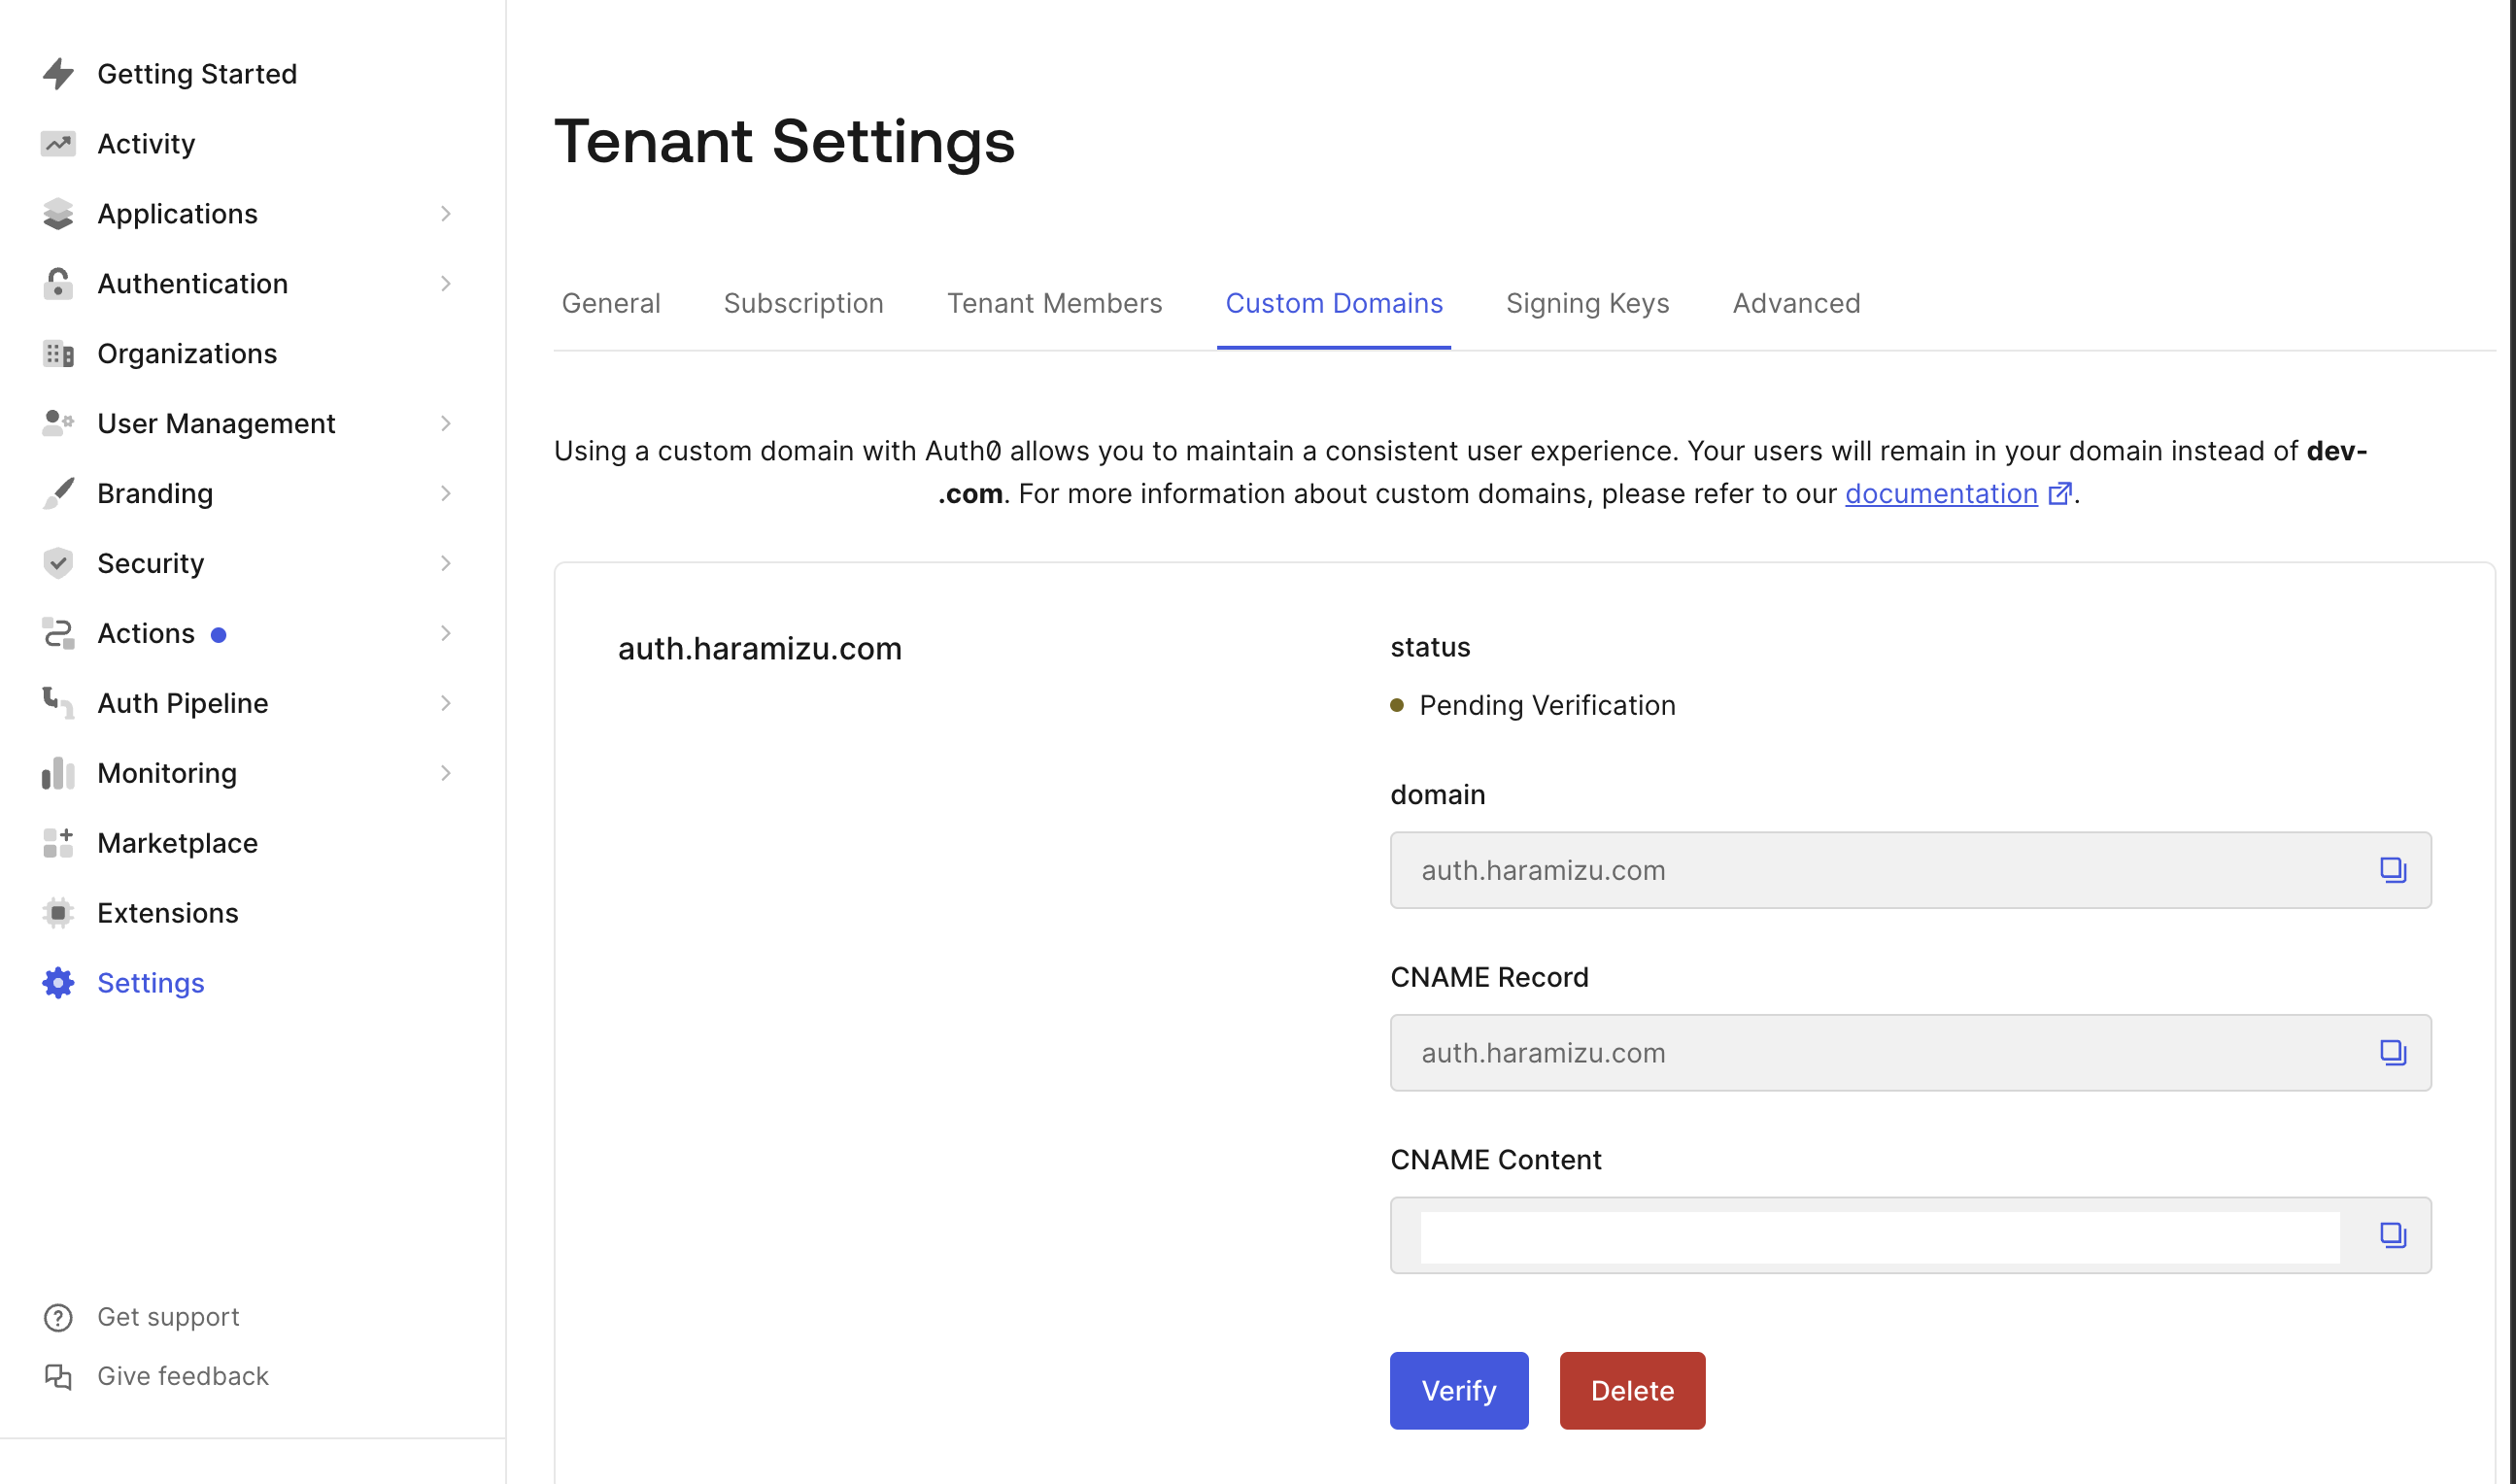 Getting Started
Activity
Applications
Authentication
Organizations
User Management
Branding
Security
Actions
Auth Pipeline
Monitoring
Marketplace
Extensions
Settings
Get support
Give feedback
Tenant Settings
General Subscription Tenant Members Custom Domains Signing Keys Advanced
Using a custom domain with Auth0 allows you to maintain a consistent user experience. Your users will remain in your domain instead of dev-
.com. For more information about custom domains, please refer to our documentation.
auth.haramizu.com
status
Pending Verification
domain
auth.haramizu.com
CNAME Record
auth.haramizu.com
CNAME Content
Verify Delete